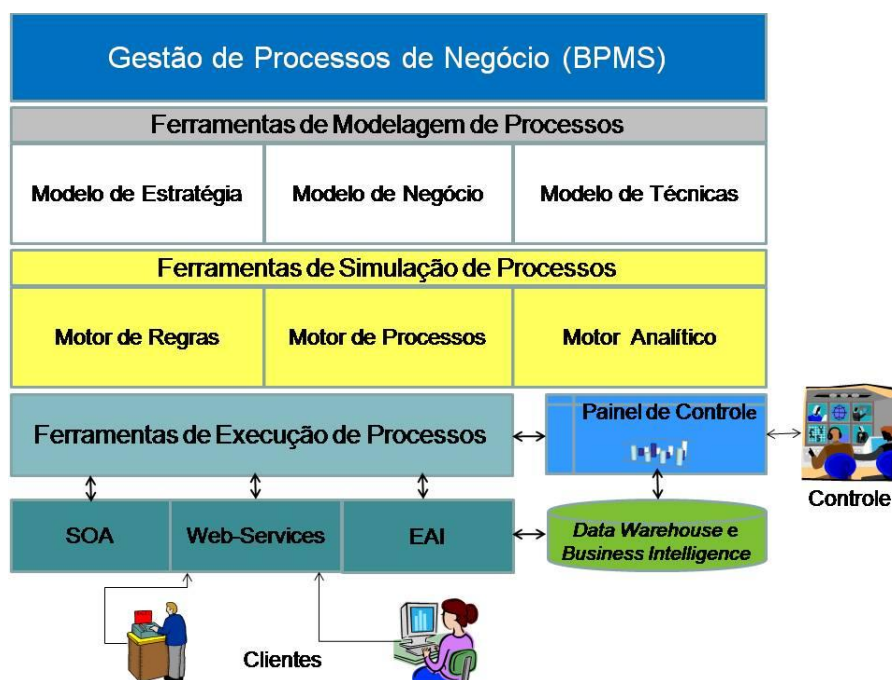 Gestão de Processos de Negócio (BPMS)
Ferramentas de Modelagem de Processos
Modelo de Estratégia
Modelo de Negócio
Modelo de Técnicas
Ferramentas de Simulação de Processos
Motor de Regras
Motor de Processos
Motor Analítico
Ferramentas de Execução de Processos
Painel de Controle
Controle
SOA
Web-Services
EAI
Data Warehouse e
Business Intelligence
Clientes